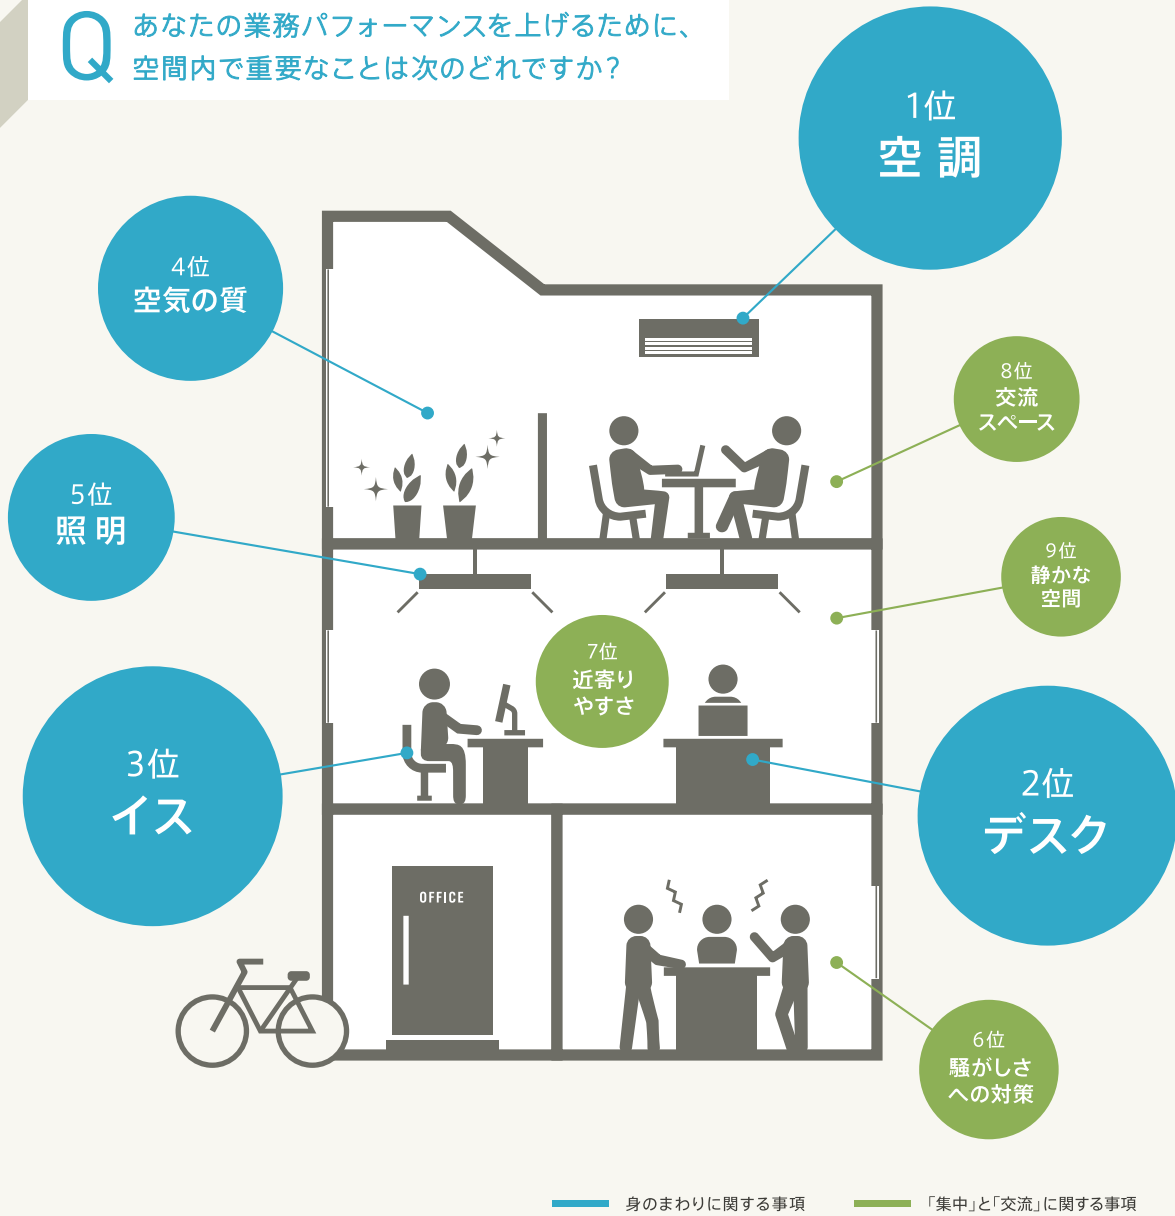 Q
あなたの業務パフォーマンスを上げるために、
空間内で重要なことは次のどれですか？
1位
空調
4位
空気の質
8位
交流
スペース
5位
照明
9位
静かな
空間
7位
近寄り
やすさ
3位
イス
2位
デスク
OFFICE
6位
騒がしさ
への対策
身のまわりに関する事項
「集中」と「交流」に関する事項